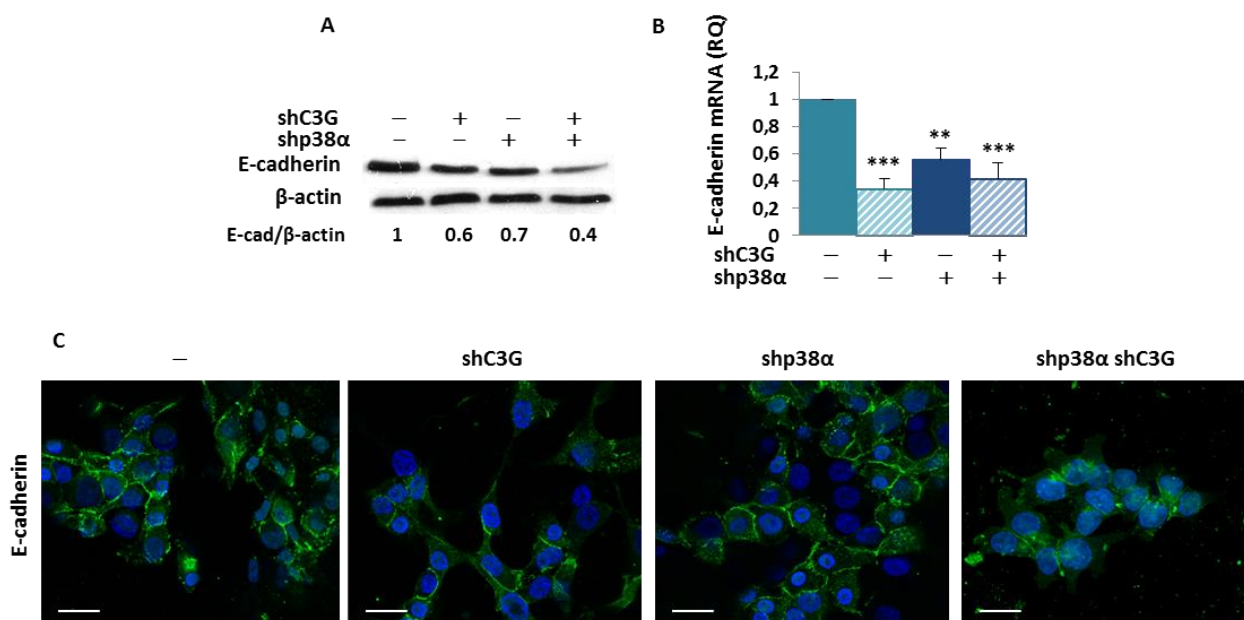 A
shC3G − + − +
shp38α − − + +
E-cadherin
β-actin
E-cad/β-actin 1 0.6 0.7 0.4
B
E-cadherin mRNA (RQ)
1,2
1
0,8
0,6
0,4
0,2
0
*** ** ***
shC3G − + − +
shp38α − − + +
C
− shC3G shp38α shp38α shC3G
E-cadherin